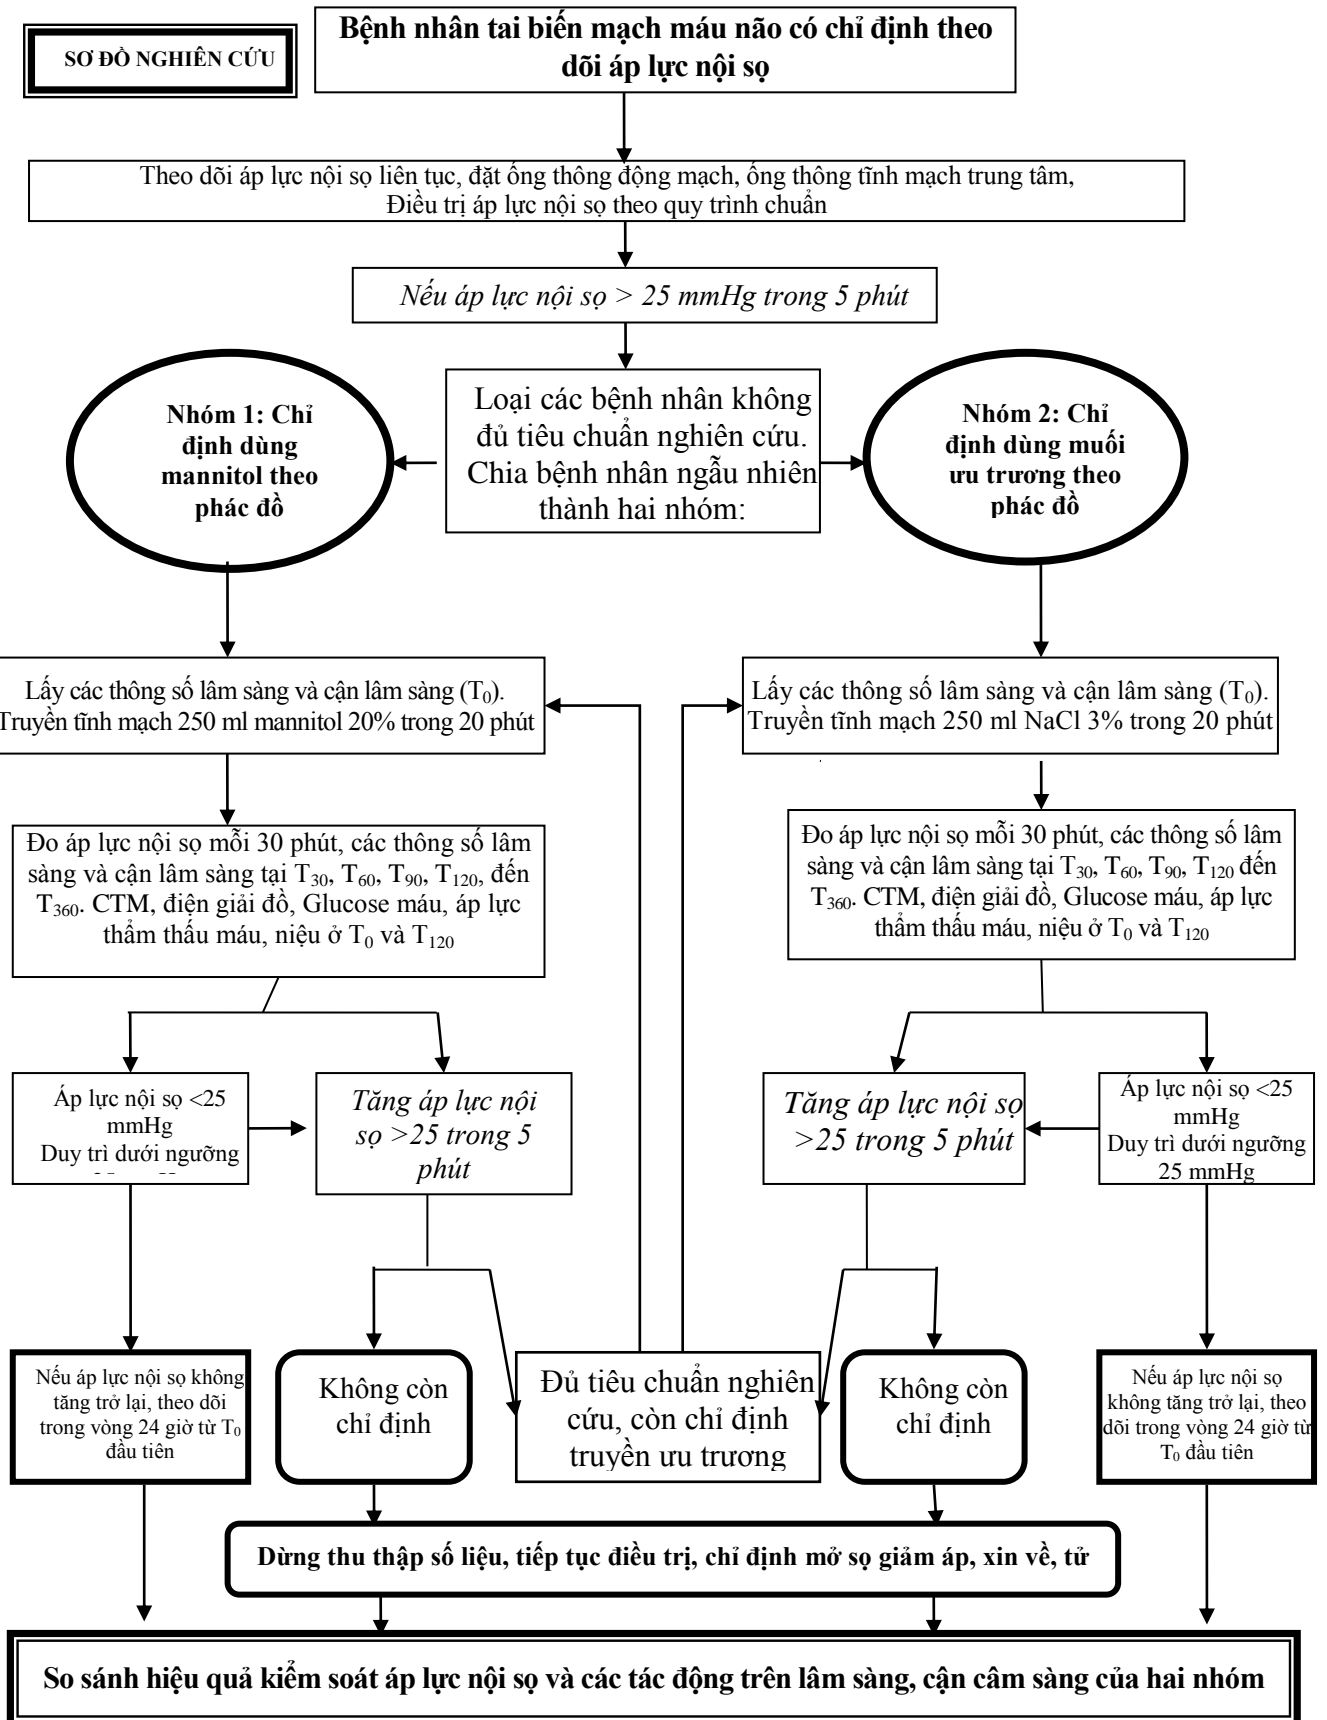 SƠ ĐỒ NGHIÊN CỨU
Bệnh nhân tai biến mạch máu não có chỉ định theo
dõi áp lực nội sọ
Theo dõi áp lực nội sọ liên tục, đặt ống thông động mạch, ống thông tĩnh mạch trung tâm,
Điều trị áp lực nội sọ theo quy trình chuẩn
Nếu áp lực nội sọ > 25 mmHg trong 5 phút
Nhóm 1: Chỉ
định dùng
mannitol theo
phác đồ
Loại các bệnh nhân không
đủ tiêu chuẩn nghiên cứu.
Chia bệnh nhân ngẫu nhiên
thành hai nhóm:
Nhóm 2: Chỉ
định dùng muối
ưu trương theo
phác đồ
Lấy các thông số lâm sàng và cận lâm sàng (T₀).
Truyền tĩnh mạch 250 ml mannitol 20% trong 20 phút
Lấy các thông số lâm sàng và cận lâm sàng (T₀).
Truyền tĩnh mạch 250 ml NaCl 3% trong 20 phút
Đo áp lực nội sọ mỗi 30 phút, các thông số lâm
sàng và cận lâm sàng tại T₃₀, T₆₀, T₉₀, T₁₂₀, đến
T₃₆₀. CTM, điện giải đồ, Glucose máu, áp lực
thẩm thấu máu, niệu ở T₀ và T₁₂₀
Đo áp lực nội sọ mỗi 30 phút, các thông số lâm
sàng và cận lâm sàng tại T₃₀, T₆₀, T₉₀, T₁₂₀ đến
T₃₆₀. CTM, điện giải đồ, Glucose máu, áp lực
thẩm thấu máu, niệu ở T₀ và T₁₂₀
Áp lực nội sọ <25
mmHg
Duy trì dưới ngưỡng
Tăng áp lực nội
sọ >25 trong 5
phút
Tăng áp lực nội sọ
>25 trong 5 phút
Áp lực nội sọ <25
mmHg
Duy trì dưới ngưỡng
25 mmHg
Nếu áp lực nội sọ không
tăng trở lại, theo dõi
trong vòng 24 giờ từ T₀
đầu tiên
Không còn
chỉ định
Đủ tiêu chuẩn nghiên
cứu, còn chỉ định
truyền ưu trương
Không còn
chỉ định
Nếu áp lực nội sọ
không tăng trở lại, theo
dõi trong vòng 24 giờ từ
T₀ đầu tiên
Dừng thu thập số liệu, tiếp tục điều trị, chỉ định mở sọ giảm áp, xin về, tử
So sánh hiệu quả kiểm soát áp lực nội sọ và các tác động trên lâm sàng, cận câm sàng của hai nhóm